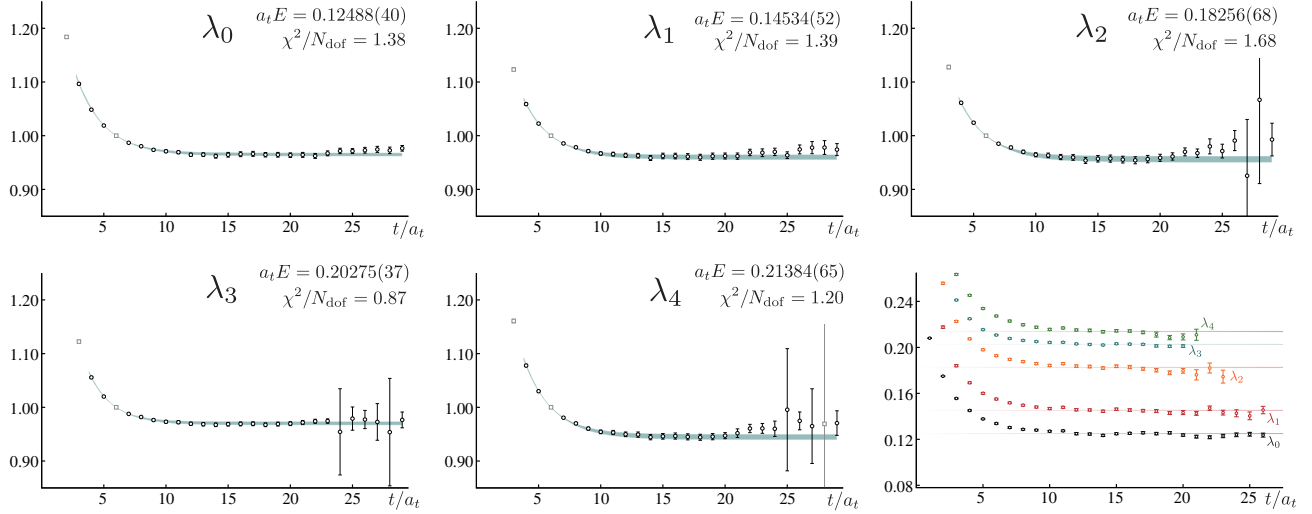 λ₀ a_tE = 0.12488(40)
χ²/N_dof = 1.38
1.20
1.10
1.00
0.90
5 10 15 20 25 t/a_t
λ₁ a_tE = 0.14534(52)
χ²/N_dof = 1.39
1.20
1.10
1.00
0.90
5 10 15 20 25 t/a_t
λ₂ a_tE = 0.18256(68)
χ²/N_dof = 1.68
1.20
1.10
1.00
0.90
5 10 15 20 25 t/a_t
λ₃ a_tE = 0.20275(37)
χ²/N_dof = 0.87
1.20
1.10
1.00
0.90
5 10 15 20 25 t/a_t
λ₄ a_tE = 0.21384(65)
χ²/N_dof = 1.20
1.20
1.10
1.00
0.90
5 10 15 20 25 t/a_t
0.24
0.20
0.16
0.12
0.08
λ₄
λ₃
λ₂
λ₁
λ₀
5 10 15 20 25 t/a_t